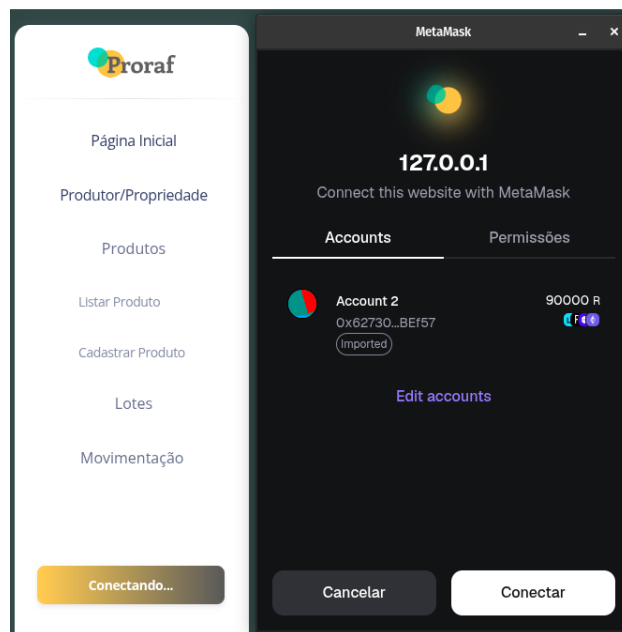 Proraf
Página Inicial
Produtor/Propriedade
Produtos
Listar Produto
Cadastrar Produto
Lotes
Movimentação
Conectando...
MetaMask
127.0.0.1
Connect this website with MetaMask
Accounts
Permissões
Account 2
90000 R
0x62730...BEf57
Imported
Edit accounts
Cancelar
Conectar